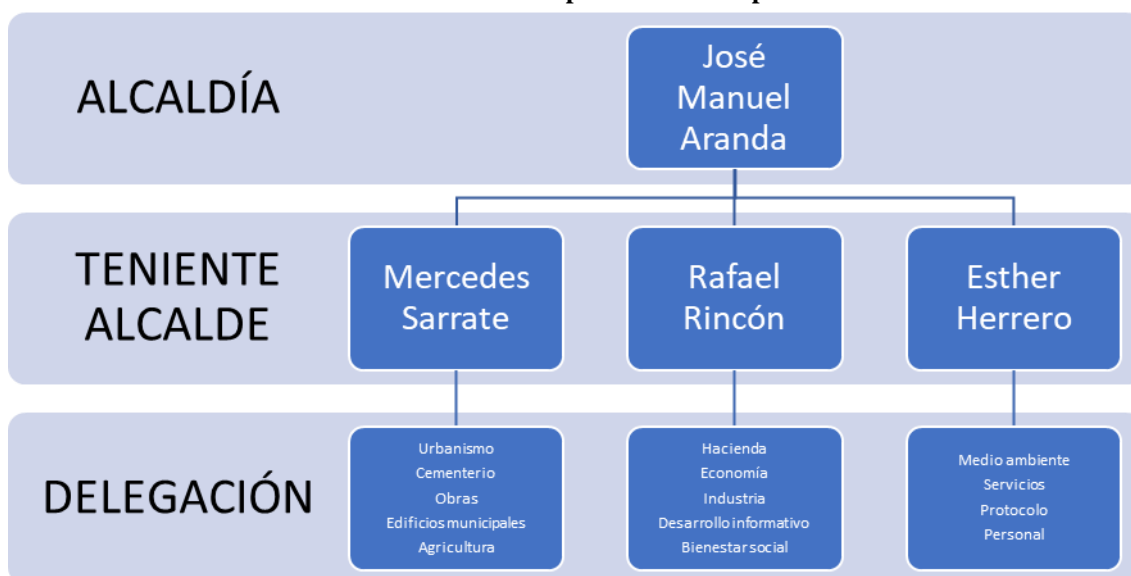 ALCALDÍA
José
Manuel
Aranda
TENIENTE
ALCALDE
Mercedes
Sarrate
Rafael
Rincón
Esther
Herrero
DELEGACIÓN
Urbanismo
Cementerio
Obras
Edificios municipales
Agricultura
Hacienda
Economía
Industria
Desarrollo informativo
Bienestar social
Medio ambiente
Servicios
Protocolo
Personal